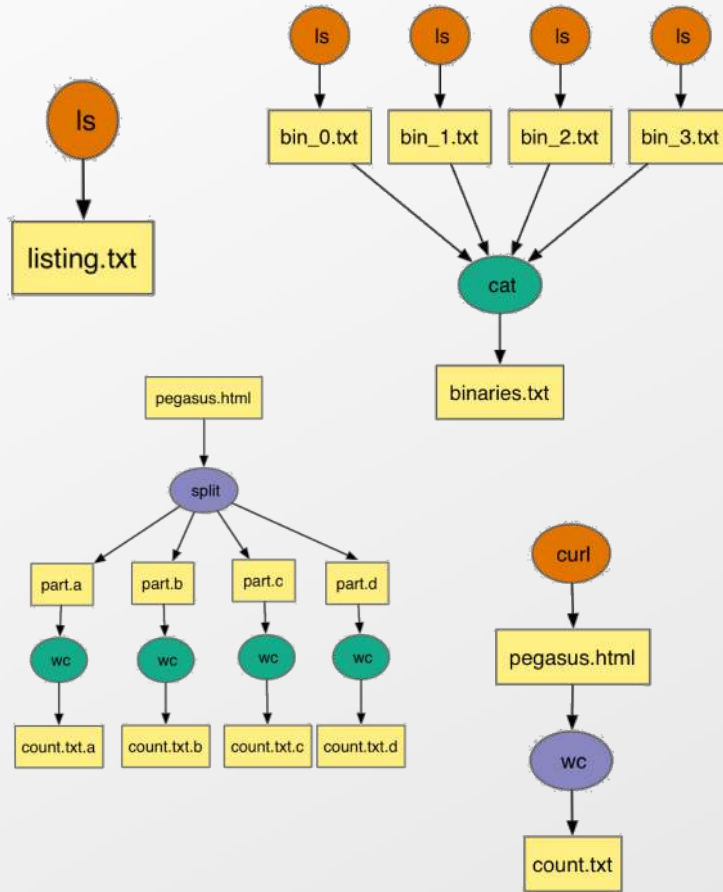 ls
listing.txt
ls
ls
ls
ls
bin_0.txt
bin_1.txt
bin_2.txt
bin_3.txt
cat
binaries.txt
pegasus.html
split
part.a
part.b
part.c
part.d
wc
wc
wc
wc
count.txt.a
count.txt.b
count.txt.c
count.txt.d
curl
pegasus.html
wc
count.txt